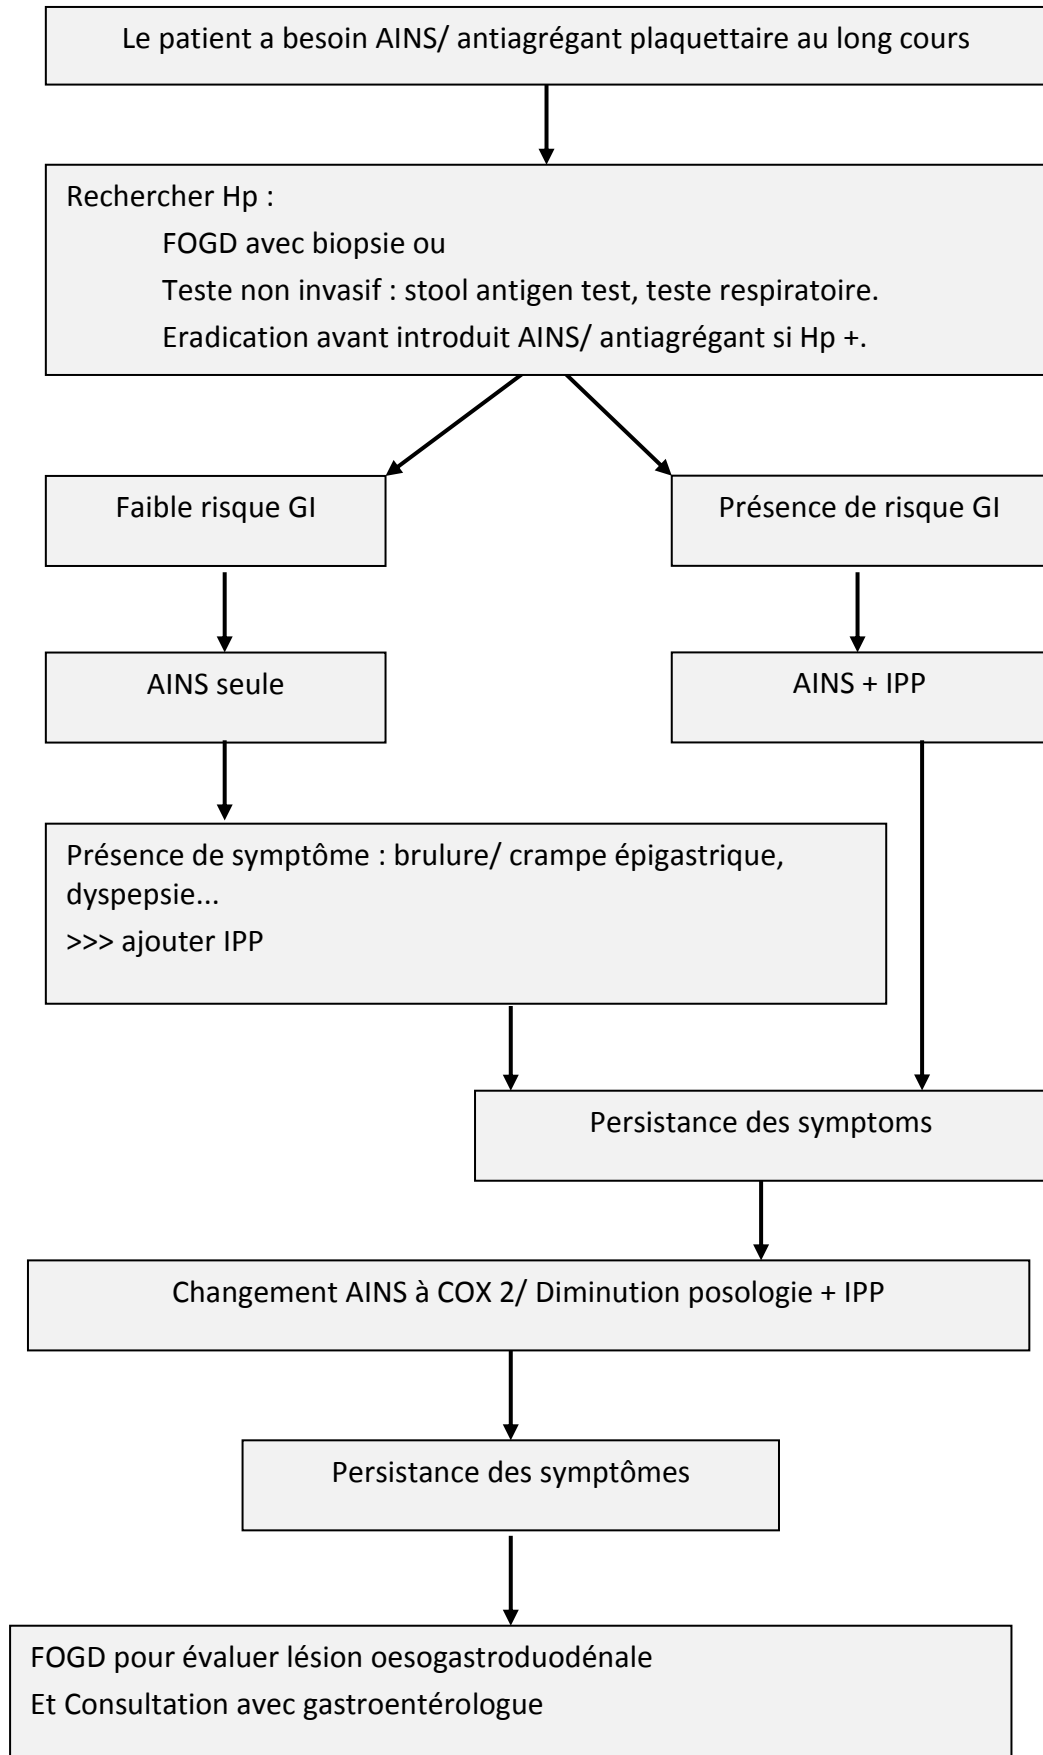 Le patient a besoin AINS/ antiagrégant plaquettaire au long cours
Rechercher Hp :
FOGD avec biopsie ou
Teste non invasif : stool antigen test, teste respiratoire.
Eradication avant introduit AINS/ antiagrégant si Hp +.
Faible risque GI
Présence de risque GI
AINS seule
AINS + IPP
Présence de symptôme : brulure/ crampe épigastrique,
dyspepsie...
>>> ajouter IPP
Persistance des symptoms
Changement AINS à COX 2/ Diminution posologie + IPP
Persistance des symptômes
FOGD pour évaluer lésion oesogastroduodénale
Et Consultation avec gastroentérologue